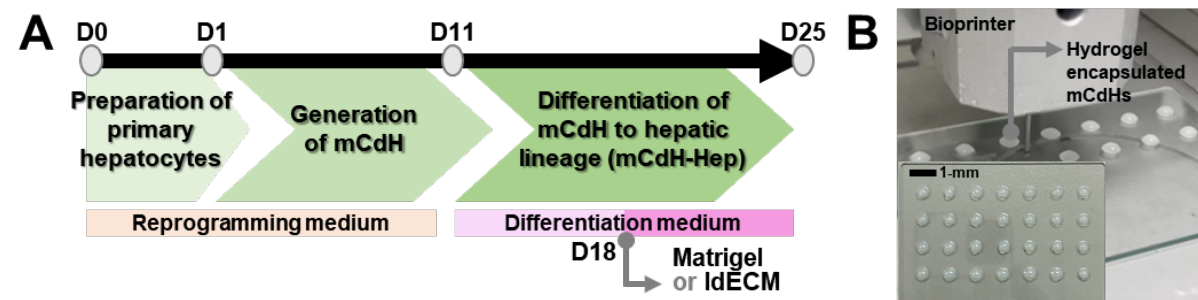 A
D0
D1
D11
D25
Preparation of
primary
hepatocytes
Generation
of mCdH
Differentiation of
mCdH to hepatic
lineage (mCdH-Hep)
Reprogramming medium
Differentiation medium
D18
Matrigel
or ldECM
B
Bioprinter
Hydrogel
encapsulated
mCdHs
1-mm